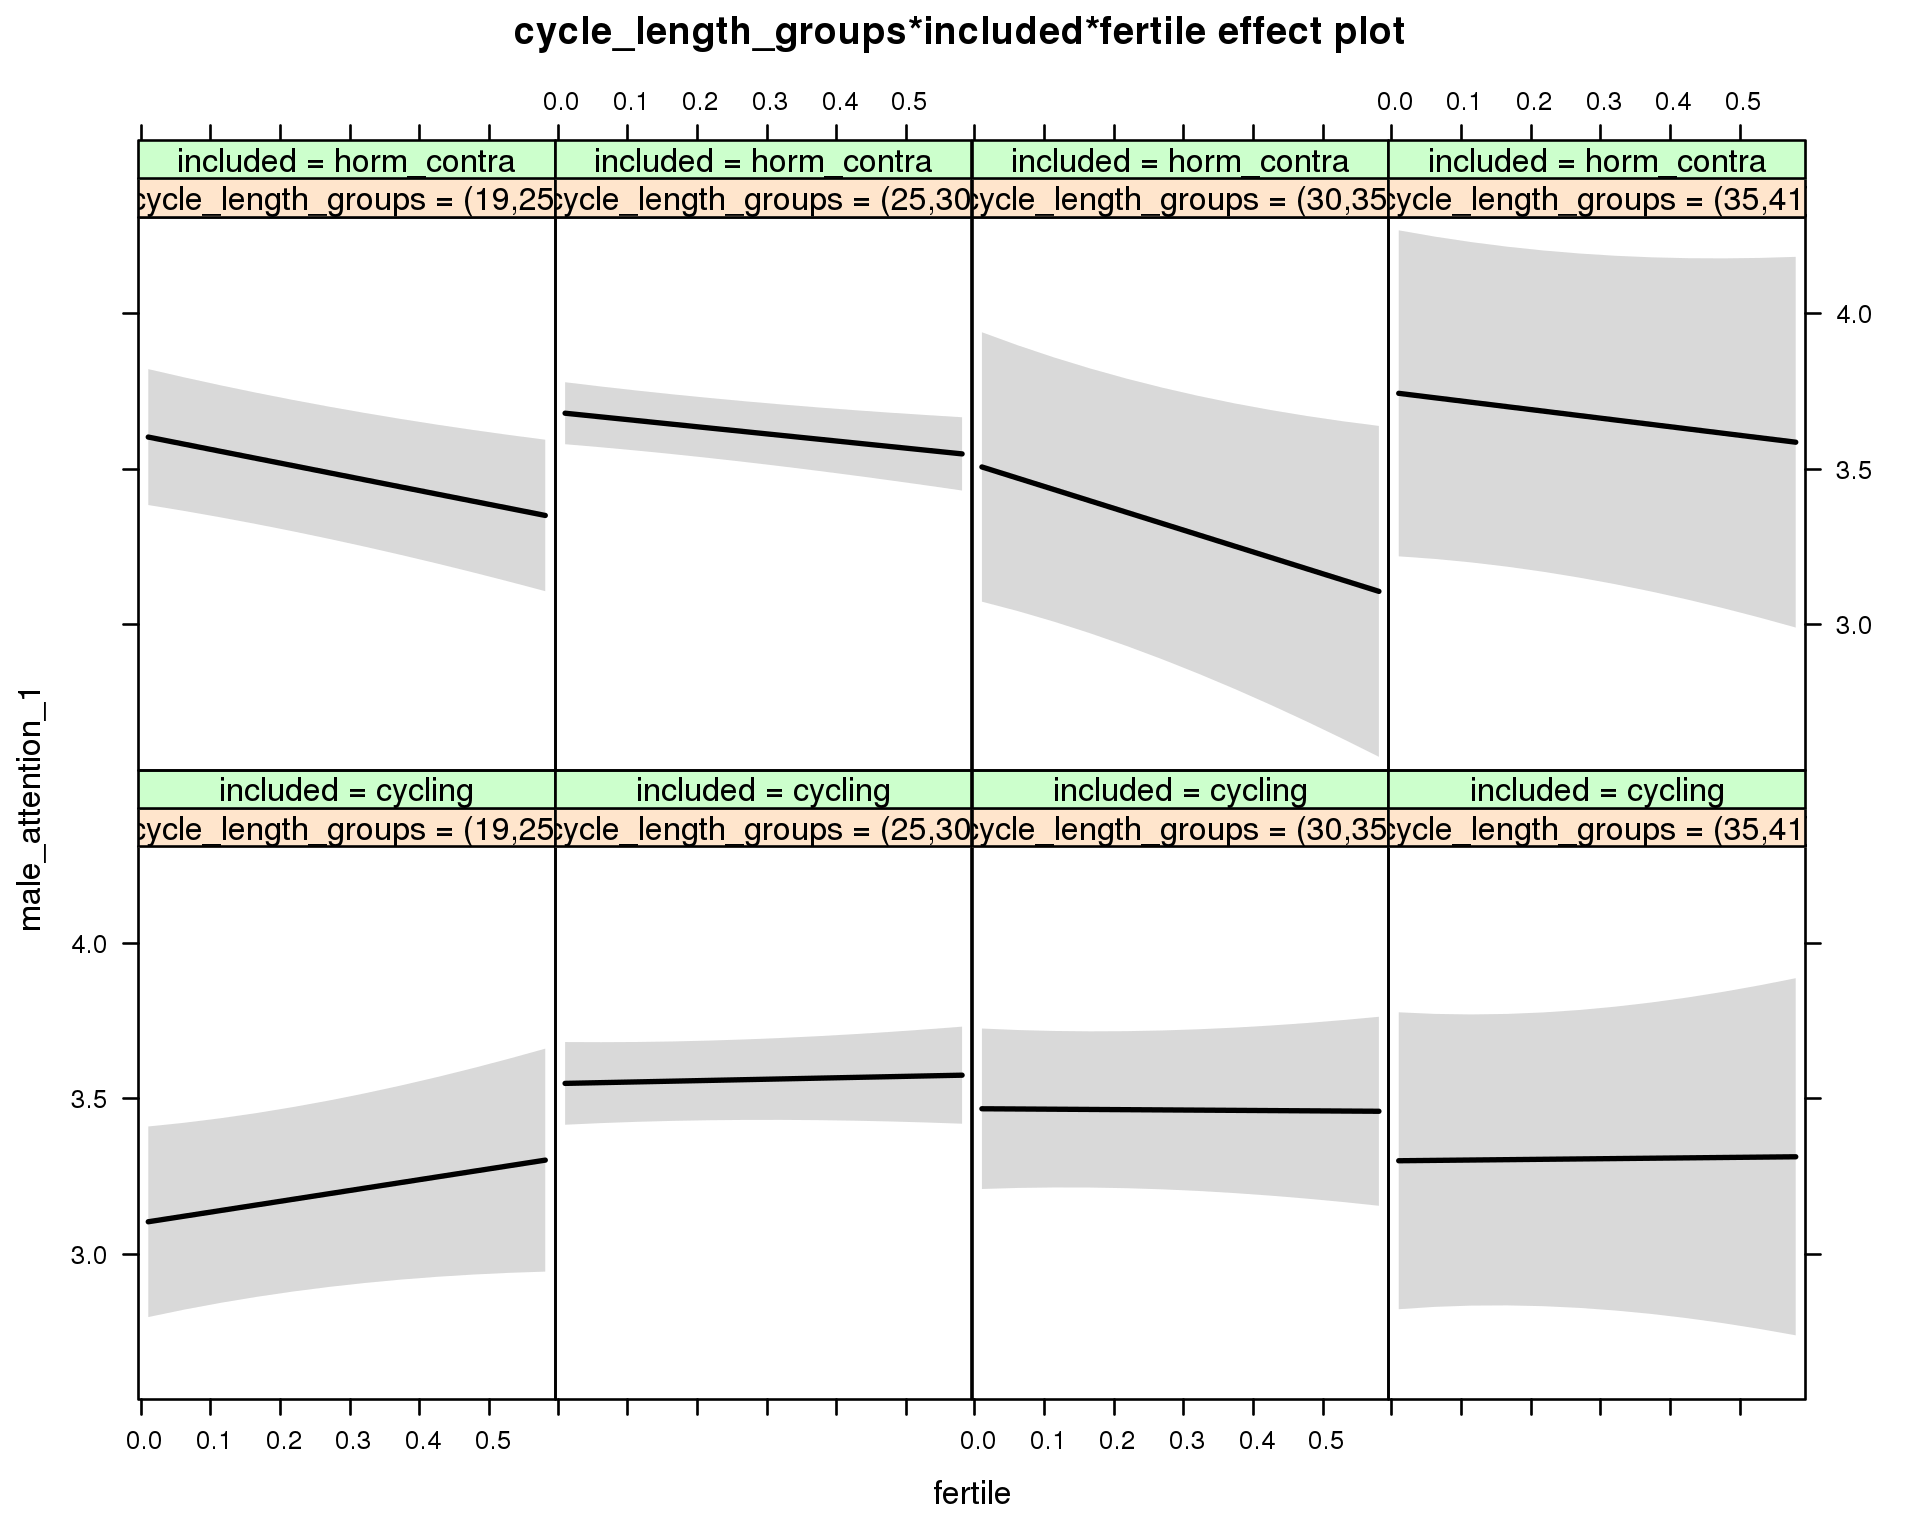 cycle_length_groups*included*fertile effect plot
0.0 0.1 0.2 0.3 0.4 0.5 0.0 0.1 0.2 0.3 0.4 0.5
included = horm_contra included = horm_contra included = horm_contra included = horm_contra
cycle_length_groups = (19,25 cycle_length_groups = (25,30 cycle_length_groups = (30,35 cycle_length_groups = (35,41
4.0
3.5
3.0
male_attention_1
included = cycling included = cycling included = cycling included = cycling
cycle_length_groups = (19,25 cycle_length_groups = (25,30 cycle_length_groups = (30,35 cycle_length_groups = (35,41
4.0
3.5
3.0
0.0 0.1 0.2 0.3 0.4 0.5 0.0 0.1 0.2 0.3 0.4 0.5
fertile